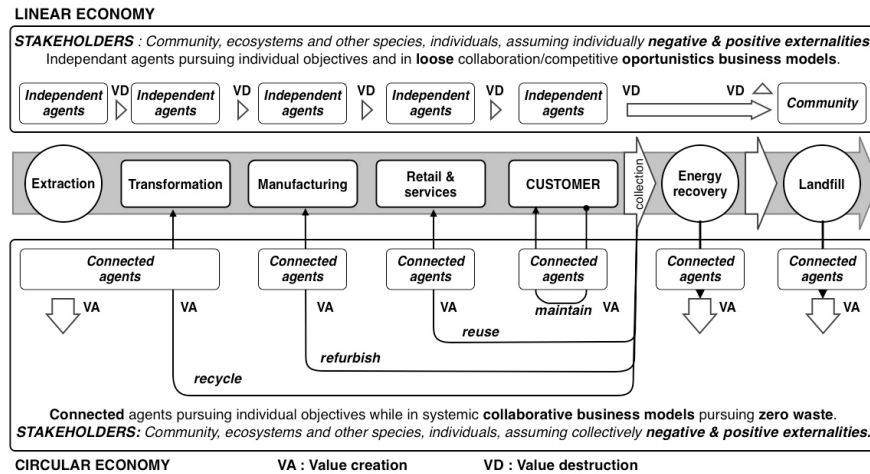 LINEAR ECONOMY
STAKEHOLDERS : Community, ecosystems and other species, individuals, assuming individually negative & positive externalities
Independant agents pursuing individual objectives and in loose collaboration/competitive oportunistics business models.
Independent agents
VD
Independent agents
VD
Independent agents
VD
Independent agents
VD
Independent agents
VD
VD
Community
Extraction
Transformation
Manufacturing
Retail & services
CUSTOMER
collection
Energy recovery
Landfill
Connected agents
Connected agents
Connected agents
Connected agents
Connected agents
Connected agents
VA
VA
VA
VA
maintain
VA
VA
VA
reuse
refurbish
recycle
Connected agents pursuing individual objectives while in systemic collaborative business models pursuing zero waste.
STAKEHOLDERS: Community, ecosystems and other species, individuals, assuming collectively negative & positive externalities.
CIRCULAR ECONOMY
VA : Value creation
VD : Value destruction